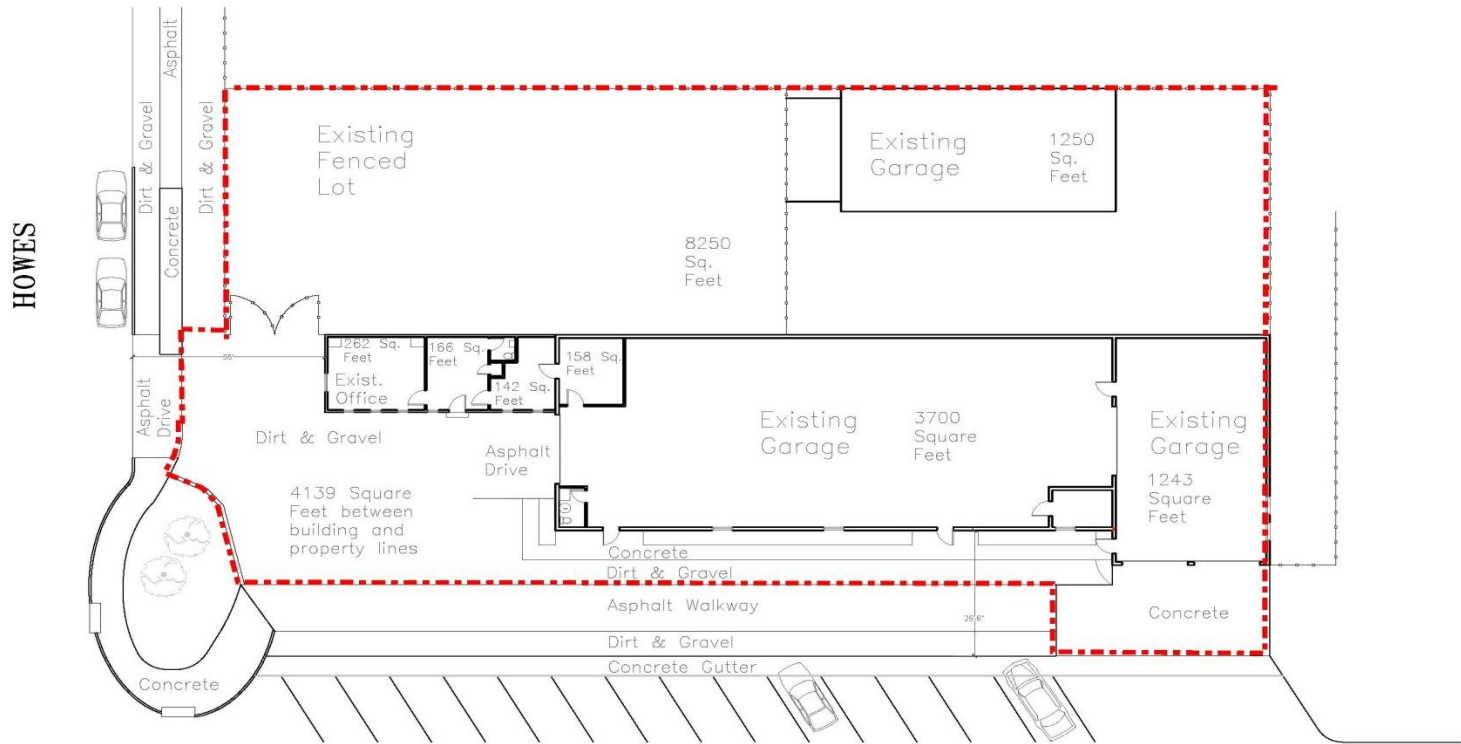 HOWES
Asphalt
Dirt & Gravel
Dirt & Gravel
Concrete
Existing
Fenced
Lot
Existing
Garage
1250
Sq.
Feet
8250
Sq.
Feet
35'
262 Sq.
Feet
Exist.
Office
166 Sq.
Feet
142 Sq.
Feet
158 Sq.
Feet
Asphalt
Drive
Dirt & Gravel
Asphalt
Drive
Existing
Garage
3700
Square
Feet
Existing
Garage
1243
Square
Feet
4139 Square
Feet between
building and
property lines
Concrete
Dirt & Gravel
Asphalt Walkway
26'6"
Concrete
Dirt & Gravel
Concrete Gutter
Concrete